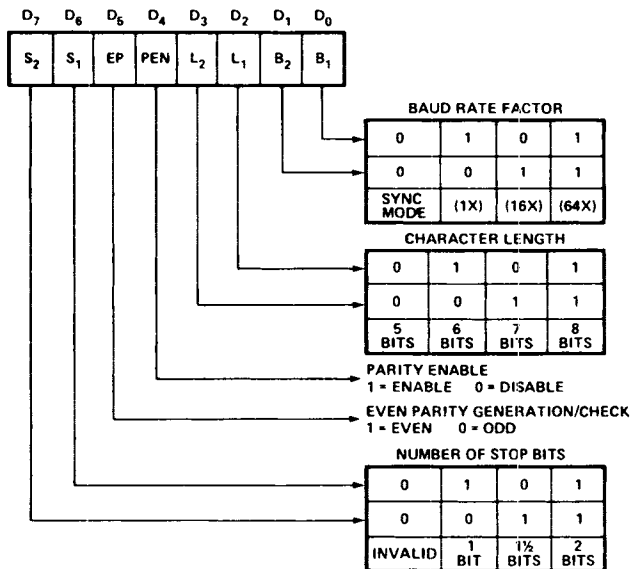 D7 D6 D5 D4 D3 D2 D1 D0
S2 S1 EP PEN L2 L1 B2 B1
BAUD RATE FACTOR
0 1 0 1
0 0 1 1
SYNC MODE (1X) (16X) (64X)
CHARACTER LENGTH
0 1 0 1
0 0 1 1
5 BITS 6 BITS 7 BITS 8 BITS
PARITY ENABLE
1 = ENABLE 0 = DISABLE
EVEN PARITY GENERATION/CHECK
1 = EVEN 0 = ODD
NUMBER OF STOP BITS
0 1 0 1
0 0 1 1
INVALID 1 BIT 1½ BITS 2 BITS